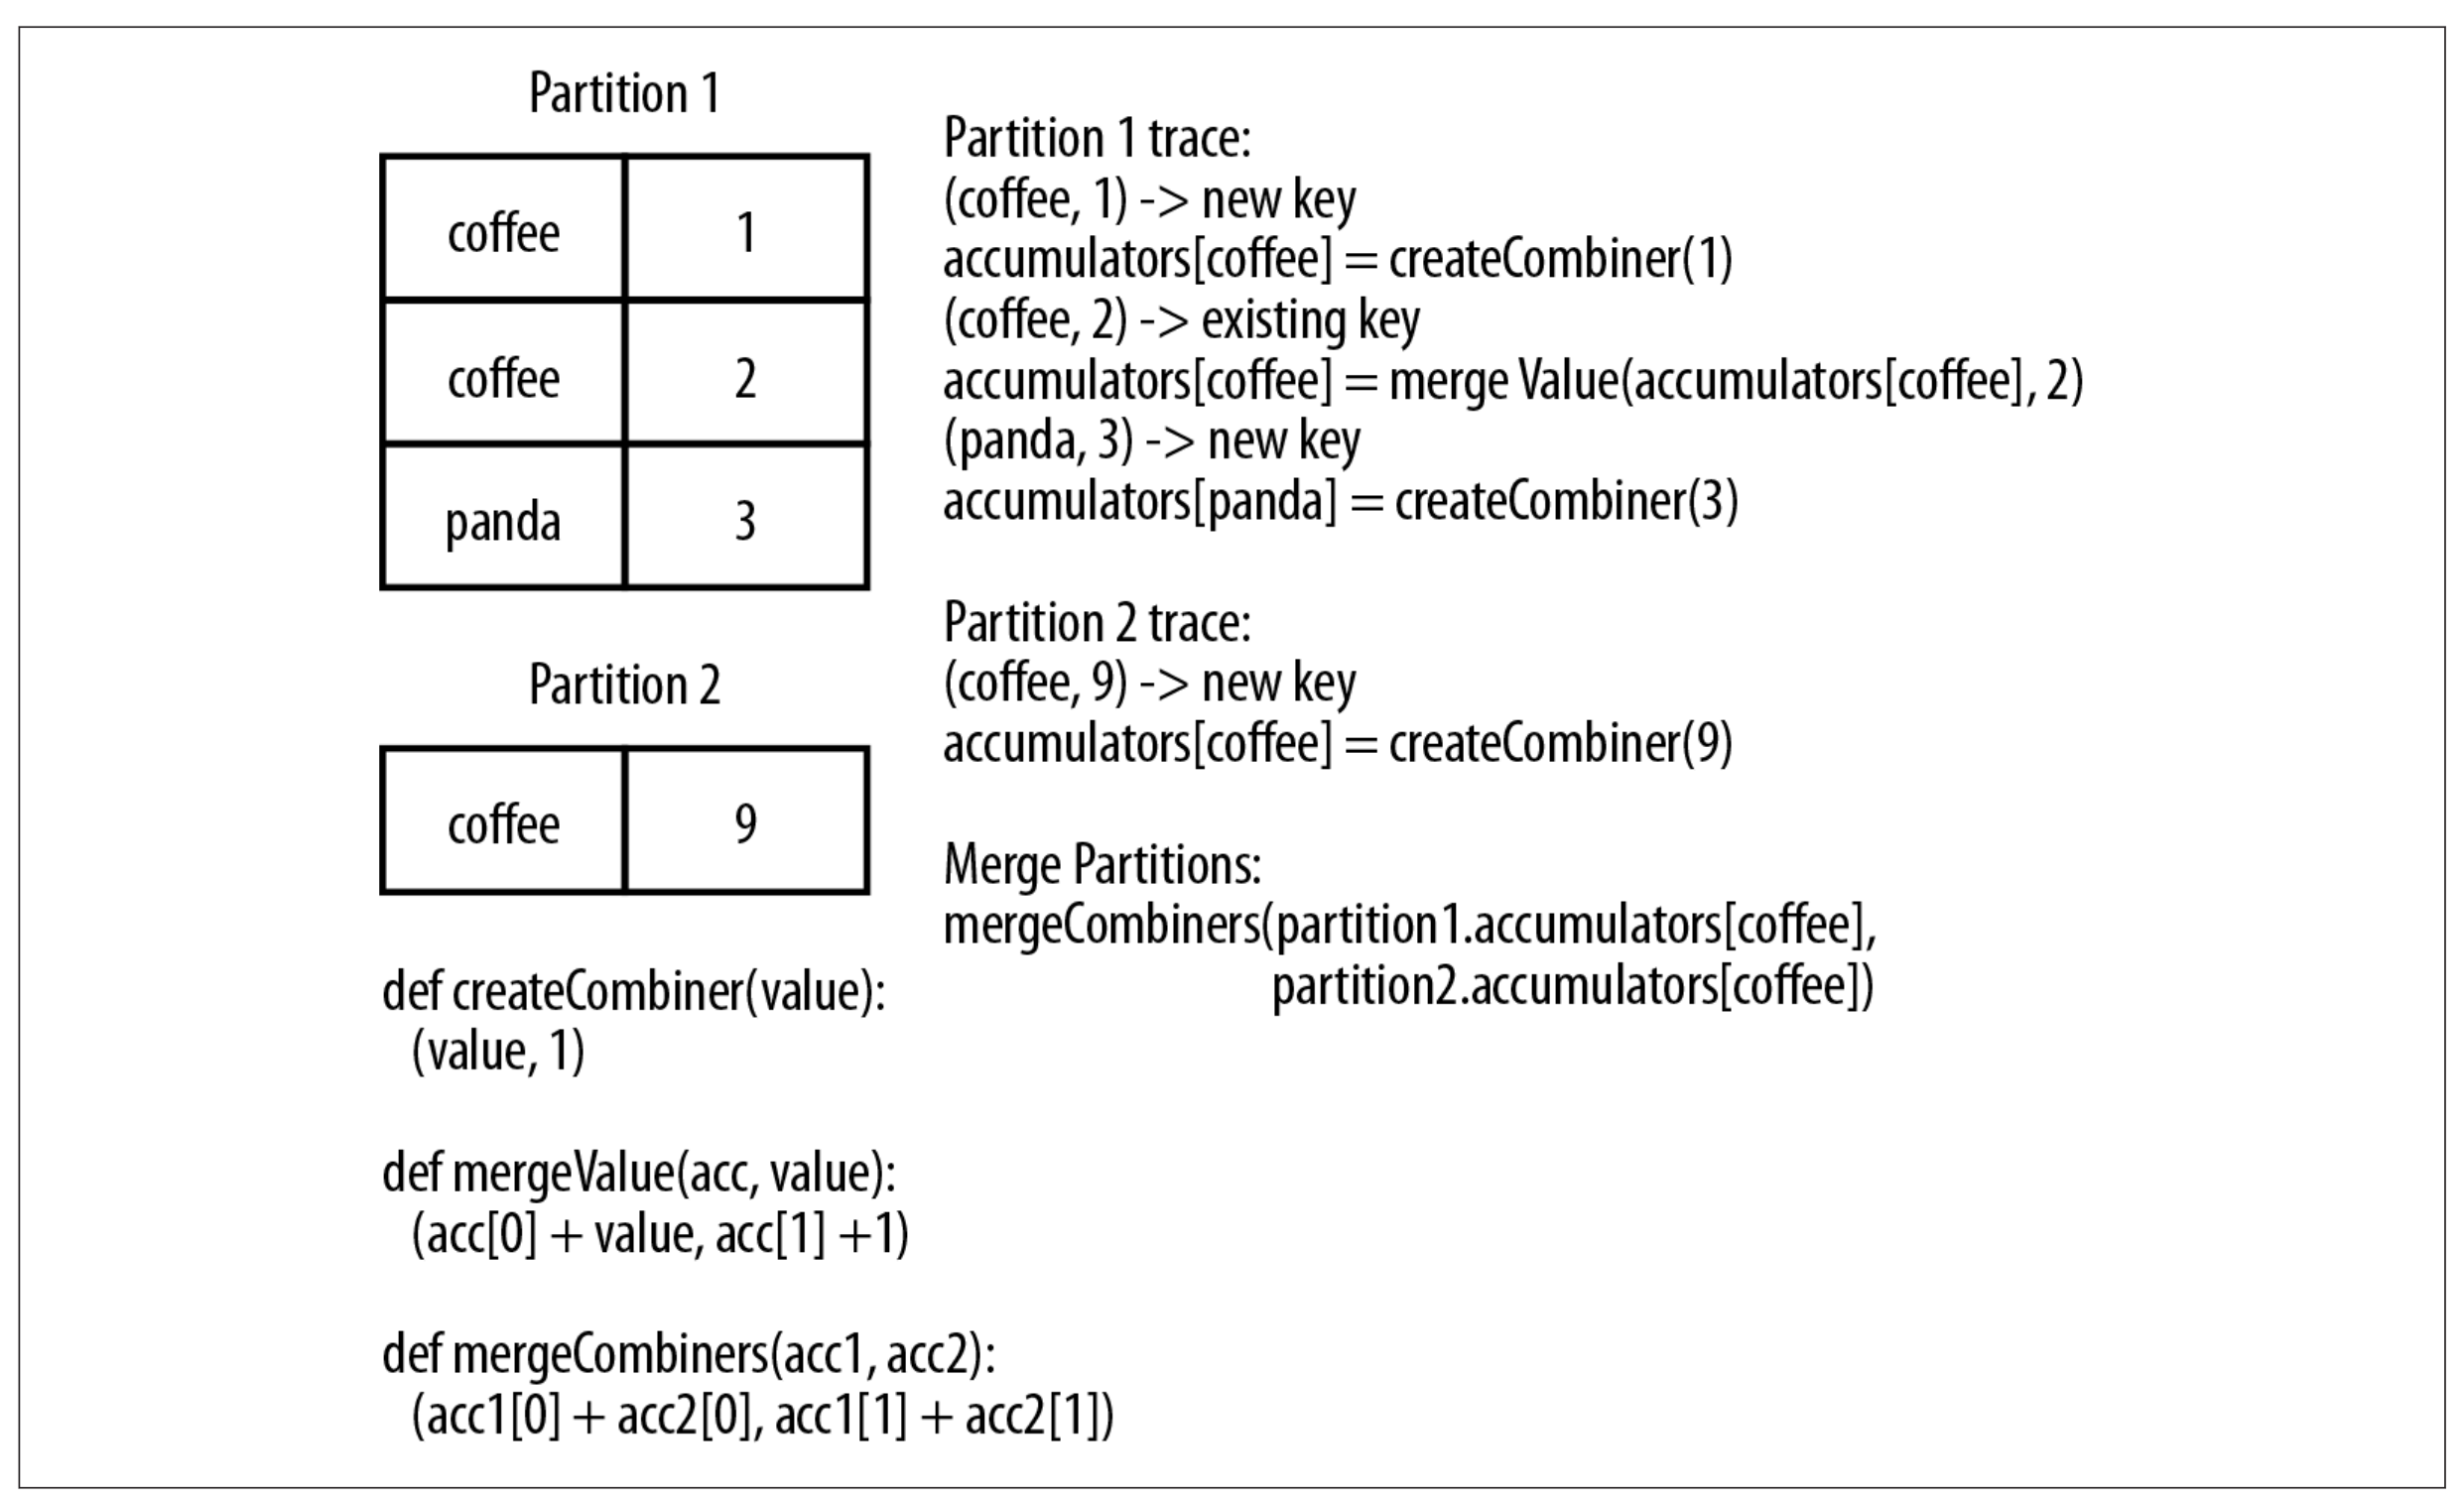 Partition 1
coffee 1
coffee 2
panda 3
Partition 2
coffee 9
def createCombiner(value):
(value, 1)
def mergeValue(acc, value):
(acc[0] + value, acc[1] +1)
def mergeCombiners(acc1, acc2):
(acc1[0] + acc2[0], acc1[1] + acc2[1])
Partition 1 trace:
(coffee, 1) -> new key
accumulators[coffee] = createCombiner(1)
(coffee, 2) -> existing key
accumulators[coffee] = merge Value(accumulators[coffee], 2)
(panda, 3) -> new key
accumulators[panda] = createCombiner(3)
Partition 2 trace:
(coffee, 9) -> new key
accumulators[coffee] = createCombiner(9)
Merge Partitions:
mergeCombiners(partition1.accumulators[coffee],
partition2.accumulators[coffee])